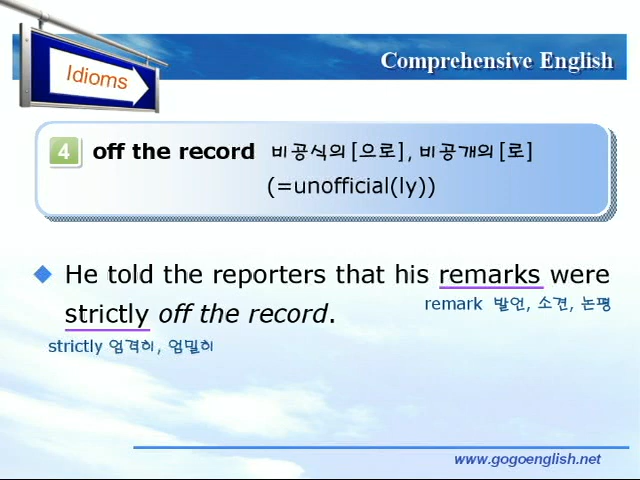 Idioms
Comprehensive English
4 off the record 비공식의[으로], 비공개의[로]
(=unofficial(ly))
He told the reporters that his remarks were
remark 발언, 소견, 논평
strictly off the record.
strictly 엄격히, 엄밀히
www.gogoenglish.net